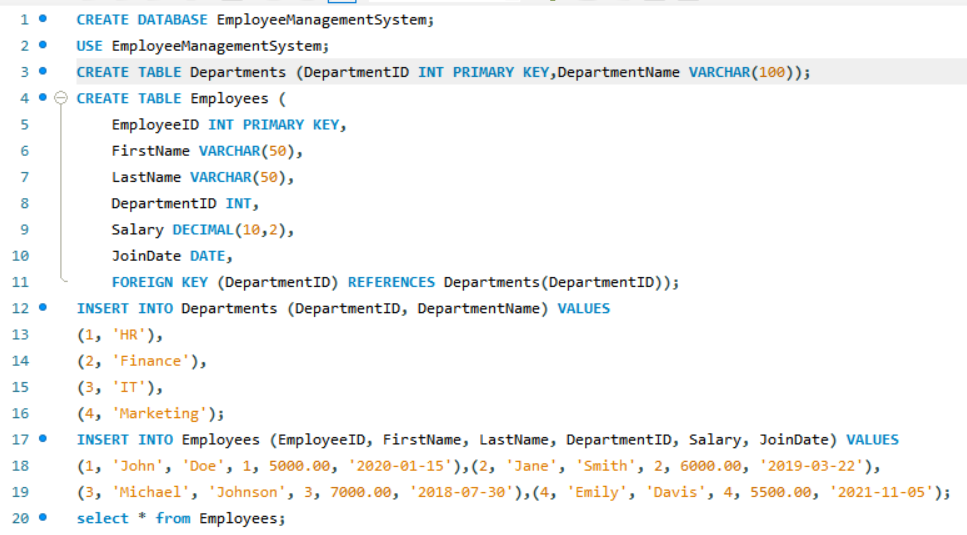 1 CREATE DATABASE EmployeeManagementSystem;
2 USE EmployeeManagementSystem;
3 CREATE TABLE Departments (DepartmentID INT PRIMARY KEY,DepartmentName VARCHAR(100));
4 CREATE TABLE Employees (
5 EmployeeID INT PRIMARY KEY,
6 FirstName VARCHAR(50),
7 LastName VARCHAR(50),
8 DepartmentID INT,
9 Salary DECIMAL(10,2),
10 JoinDate DATE,
11 FOREIGN KEY (DepartmentID) REFERENCES Departments(DepartmentID));
12 INSERT INTO Departments (DepartmentID, DepartmentName) VALUES
13 (1, 'HR'),
14 (2, 'Finance'),
15 (3, 'IT'),
16 (4, 'Marketing');
17 INSERT INTO Employees (EmployeeID, FirstName, LastName, DepartmentID, Salary, JoinDate) VALUES
18 (1, 'John', 'Doe', 1, 5000.00, '2020-01-15'),(2, 'Jane', 'Smith', 2, 6000.00, '2019-03-22'),
19 (3, 'Michael', 'Johnson', 3, 7000.00, '2018-07-30'),(4, 'Emily', 'Davis', 4, 5500.00, '2021-11-05');
20 select * from Employees;